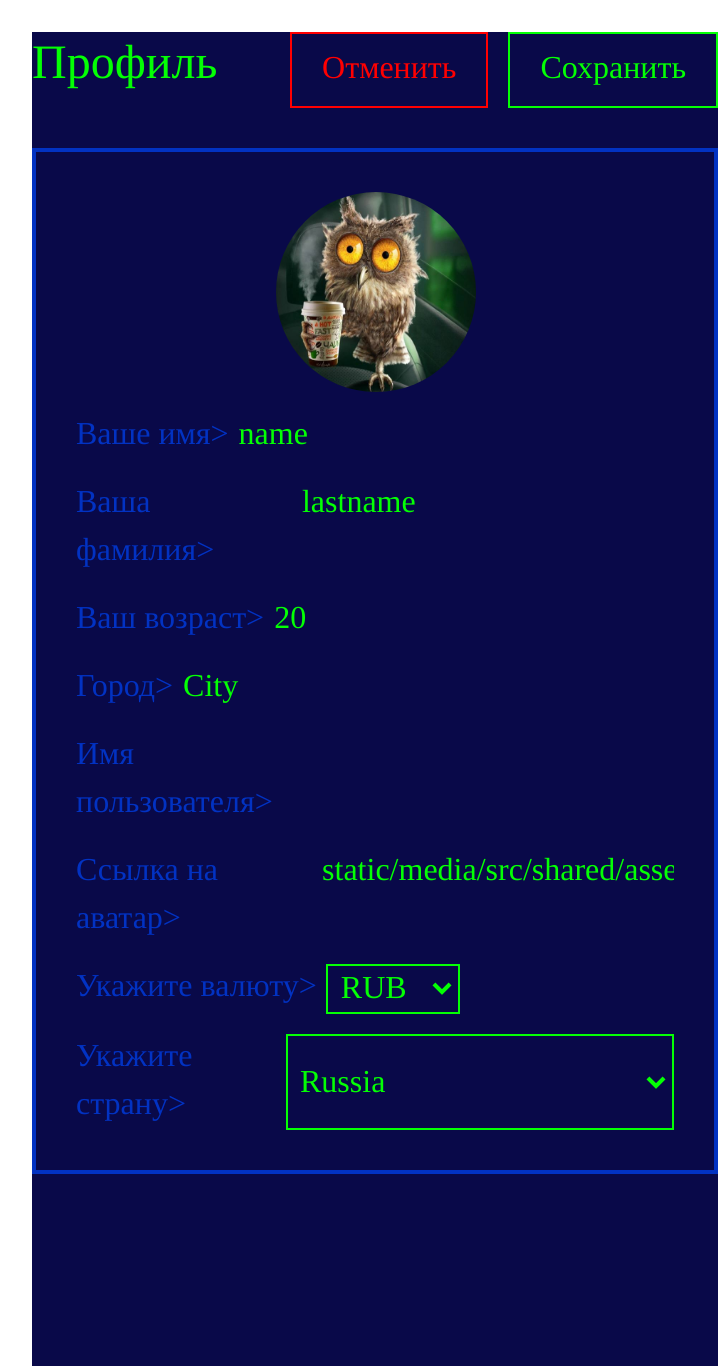 Профиль
Отменить
Сохранить
Ваше имя> name
Ваша lastname
фамилия>
Ваш возраст> 20
Город> City
Имя
пользователя>
Ссылка на static/media/src/shared/asse
аватар>
Укажите валюту> RUB
Укажите
страну>
Russia